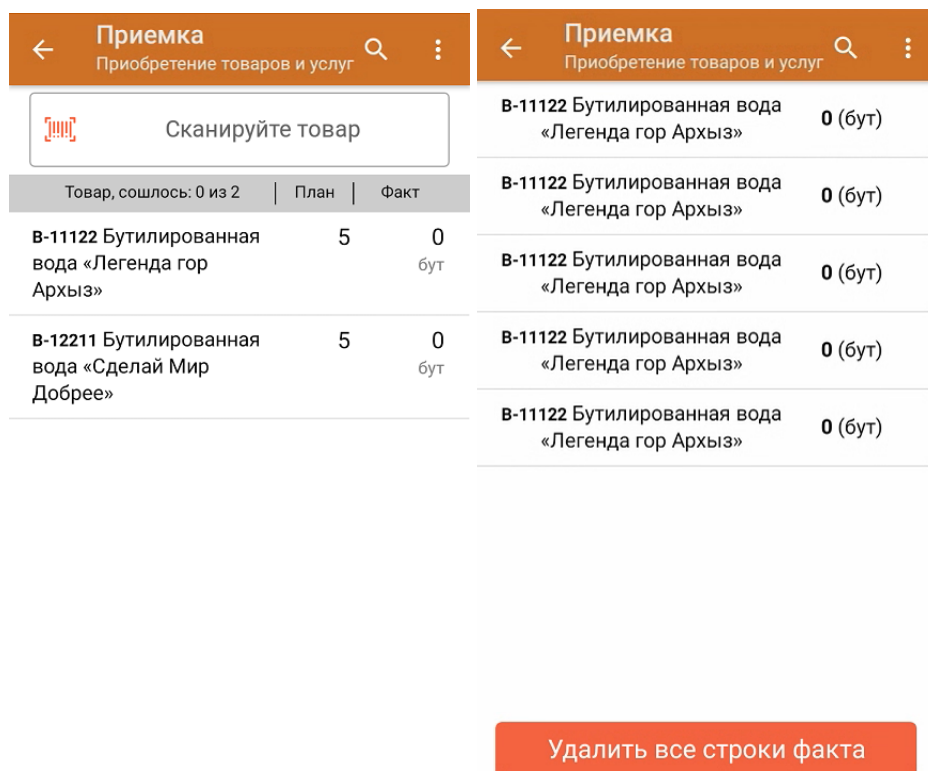 Приемка
Приобретение товаров и услуг
Сканируйте товар
Товар, сошлось: 0 из 2 | План | Факт
В-11122 Бутилированная 5 0
вода «Легенда гор бут
Архыз»
В-12211 Бутилированная 5 0
вода «Сделай Мир бут
Добрее»
Приемка
Приобретение товаров и услуг
В-11122 Бутилированная вода
«Легенда гор Архыз» 0 (бут)
В-11122 Бутилированная вода
«Легенда гор Архыз» 0 (бут)
В-11122 Бутилированная вода
«Легенда гор Архыз» 0 (бут)
В-11122 Бутилированная вода
«Легенда гор Архыз» 0 (бут)
В-11122 Бутилированная вода
«Легенда гор Архыз» 0 (бут)
Удалить все строки факта